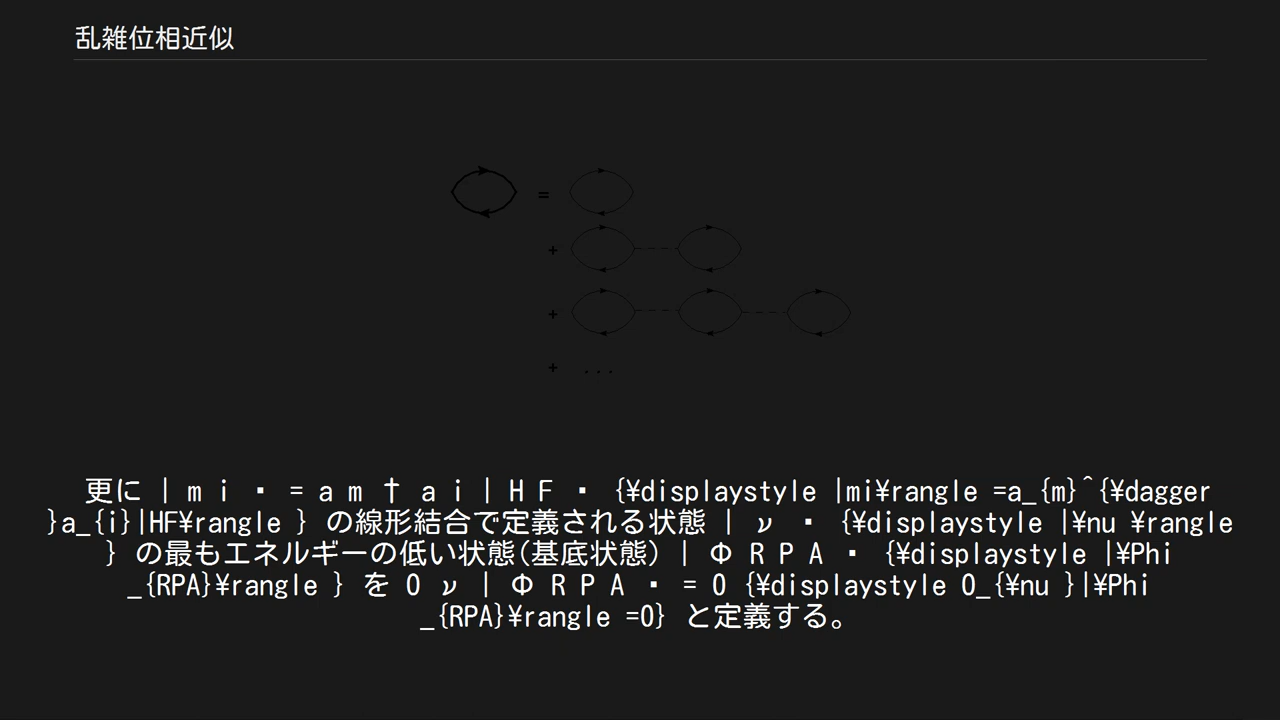 乱雑位相近似
=
+
+
+ ...
更に | m i ・ = a m † a i | H F ・ {¥displaystyle |mi¥rangle =a_{m}^{¥dagger
}a_{i}|HF¥rangle } の線形結合で定義される状態 | ν ・ {¥displaystyle |¥nu ¥rangle
} の最もエネルギーの低い状態(基底状態) | Φ R P A ・ {¥displaystyle |¥Phi
_{RPA}¥rangle } を O ν | Φ R P A ・ = 0 {¥displaystyle O_{¥nu }|¥Phi
_{RPA}¥rangle =0} と定義する。